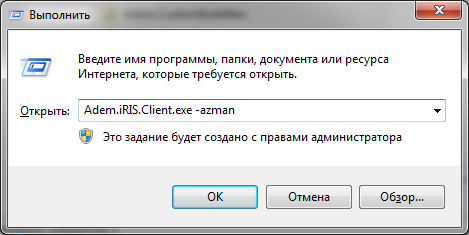 Выполнить
Введите имя программы, папки, документа или ресурса
Интернета, которые требуется открыть.
Открыть: Adem.iRIS.Client.exe -azman
Это задание будет создано с правами администратора
ОК Отмена Обзор...